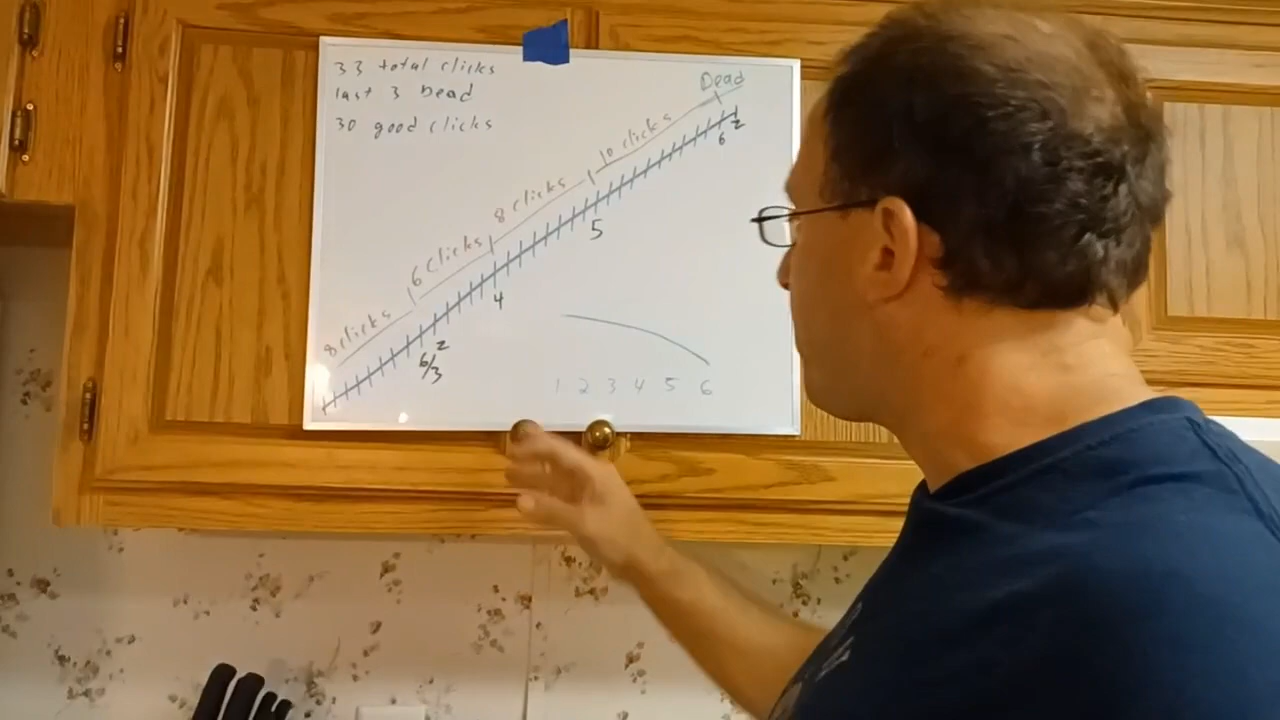 33 total clicks
last 3 Dead
30 good clicks
Dead
10 clicks
8 clicks
6 clicks
8 clicks
2
6
5
4
2
6/3
1 2 3 4 5 6